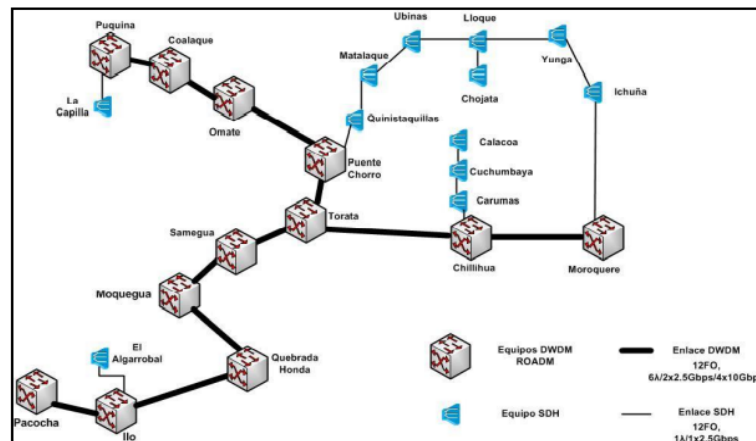 Puquina
Coalaque
Ubinas
Lloque
Matalaque
Yunga
La
Capilla
Omate
Quinistaquillas
Chojata
Ichuña
Puente
Chorro
Calacoa
Cuchumbaya
Carumas
Samegua
Torata
Chillihua
Moroquere
Moquegua
El
Algarrobal
Quebrada
Honda
Pacocha
Ilo
Equipos DWDM
ROADM
Enlace DWDM
12FO,
6λ/2x2.5Gbps/4x10Gbp
Equipo SDH
Enlace SDH
12FO,
1λ/1x2.5Gbps